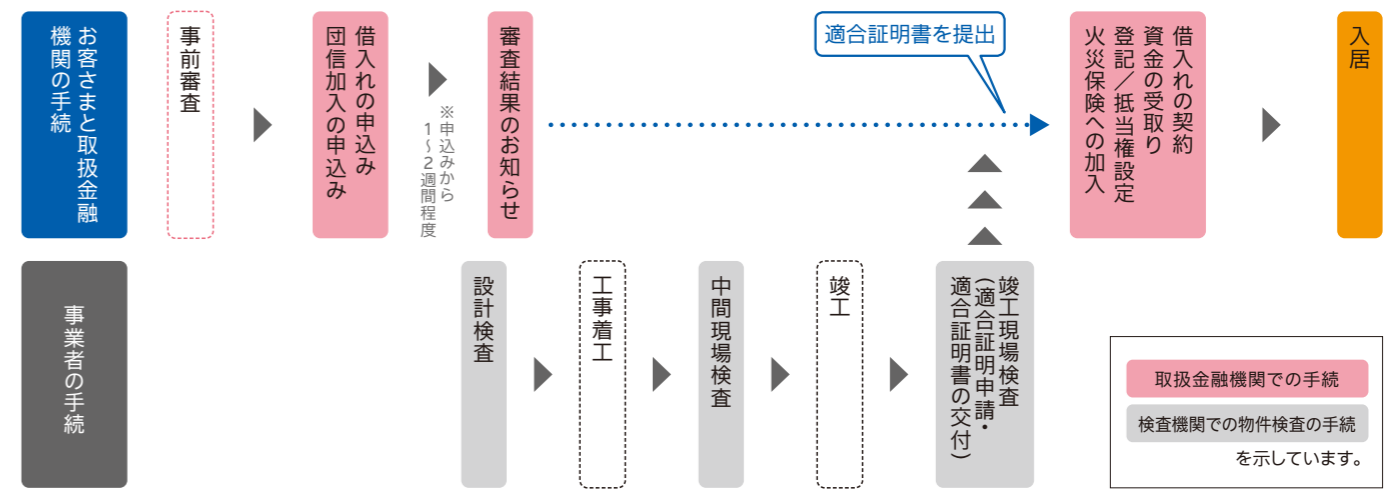 お客さまと取扱金融
機関の手続
事前審査
借入れの申込み
団信加入の申込み
※申込みから
1～2週間程度
審査結果のお知らせ
適合証明書を提出
借入れの契約
資金の受取り
登記／抵当権設定
火災保険への加入
入居
事業者の手続
設計検査
工事着工
中間現場検査
竣工
竣工現場検査
(適合証明申請・
適合証明書の交付)
取扱金融機関での手続
検査機関での物件検査の手続
を示しています。